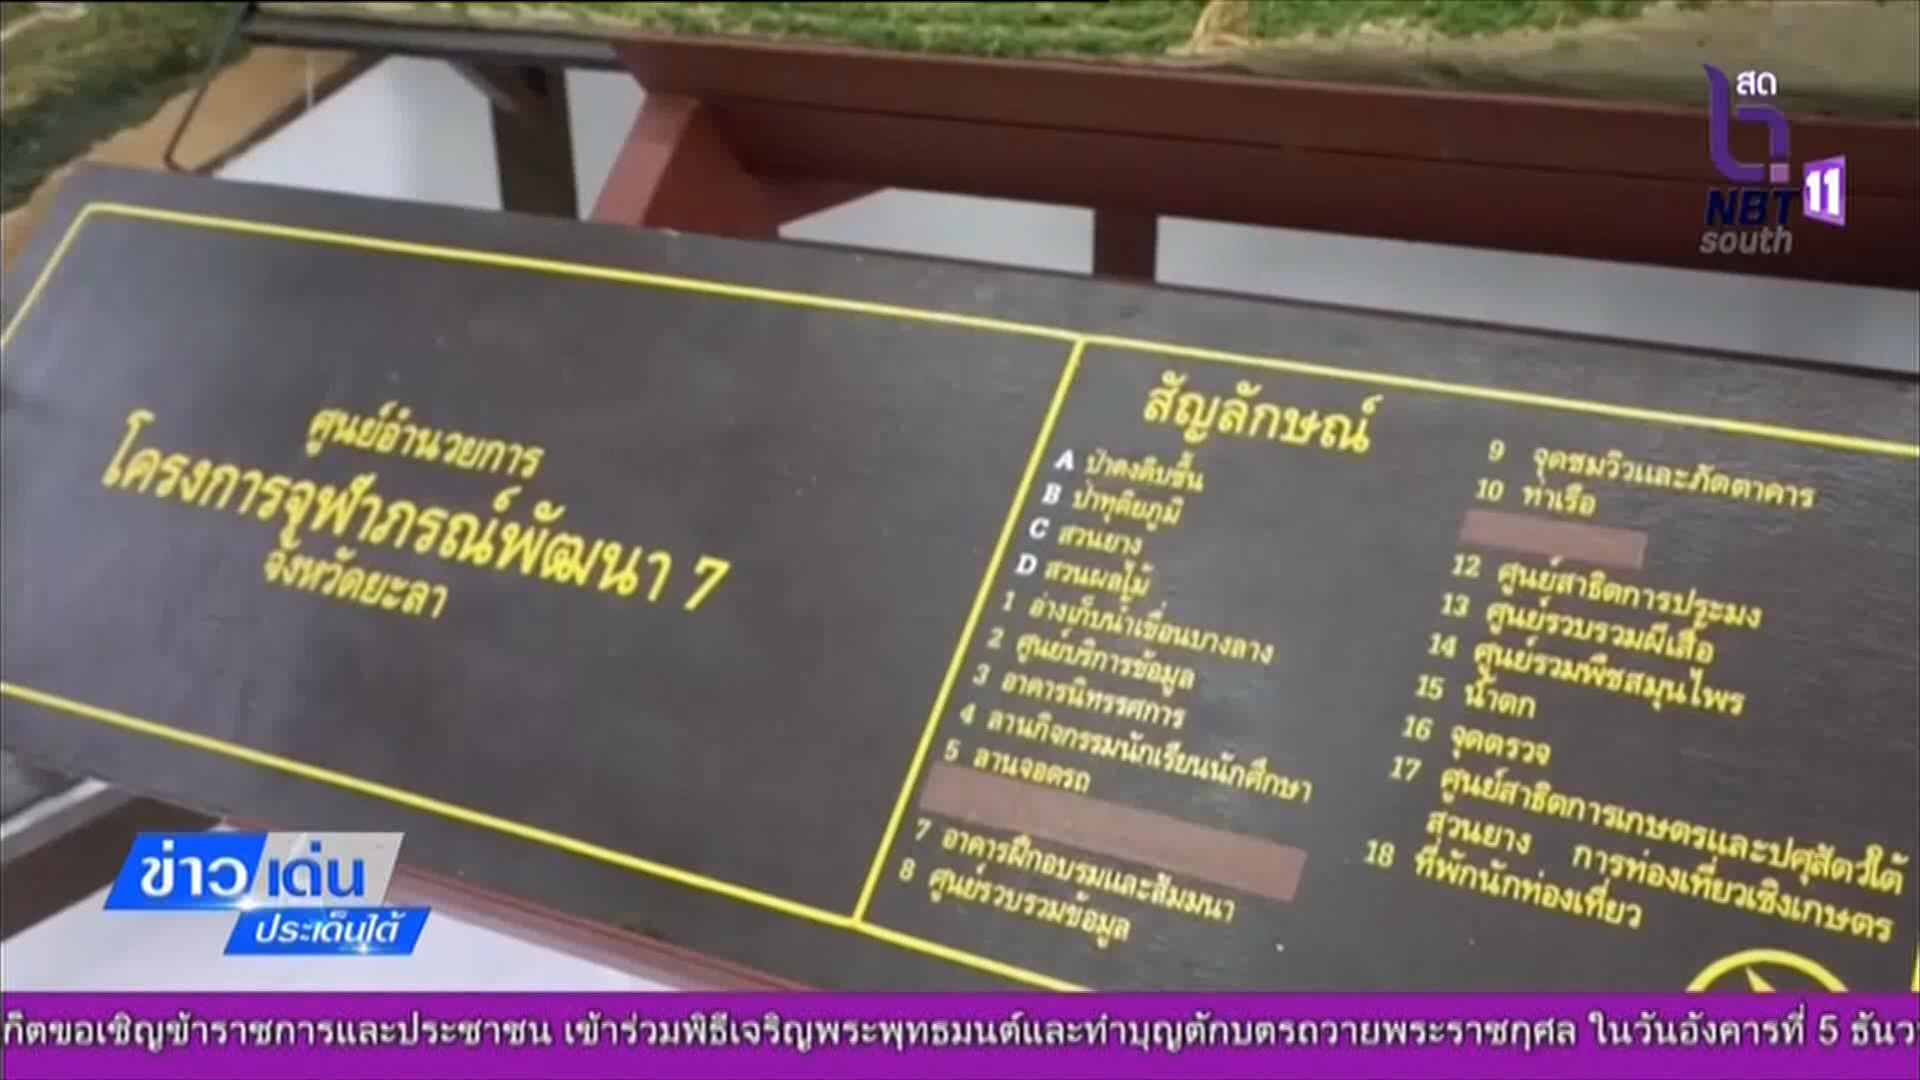 สด
NBT 11
south
ศูนย์อำนวยการ
โครงการจุฬาภรณ์พัฒนา 7
จังหวัดยะลา
สัญลักษณ์
A ป่าดงดิบชื้น
B ป่าทุติยภูมิ
C สวนยาง
D สวนผลไม้
1 อ่างเก็บน้ำเขื่อนบางลาง
2 ศูนย์บริการข้อมูล
3 อาคารนิทรรศการ
4 ลานกิจกรรมนักเรียนนักศึกษา
5 ลานจอดรถ
7 อาคารฝึกอบรมและสัมมนา
8 ศูนย์รวบรวมข้อมูล
9 จุดชมวิวและภัตตาคาร
10 ท่าเรือ
12 ศูนย์สาธิตการประมง
13 ศูนย์รวบรวมผีเสื้อ
14 ศูนย์รวมพืชสมุนไพร
15 น้ำตก
16 จุดตรวจ
17 ศูนย์สาธิตการเกษตรและปศุสัตว์ใต้
สวนยาง การท่องเที่ยวเชิงเกษตร
18 ที่พักนักท่องเที่ยว
ข่าวเด่น
ประเด็นใต้
กิตขอเชิญข้าราชการและประชาชน เข้าร่วมพิธีเจริญพระพุทธมนต์และทำบุญตักบาตรถวายพระราชกุศล ในวันอังคารที่ 5 ธันว